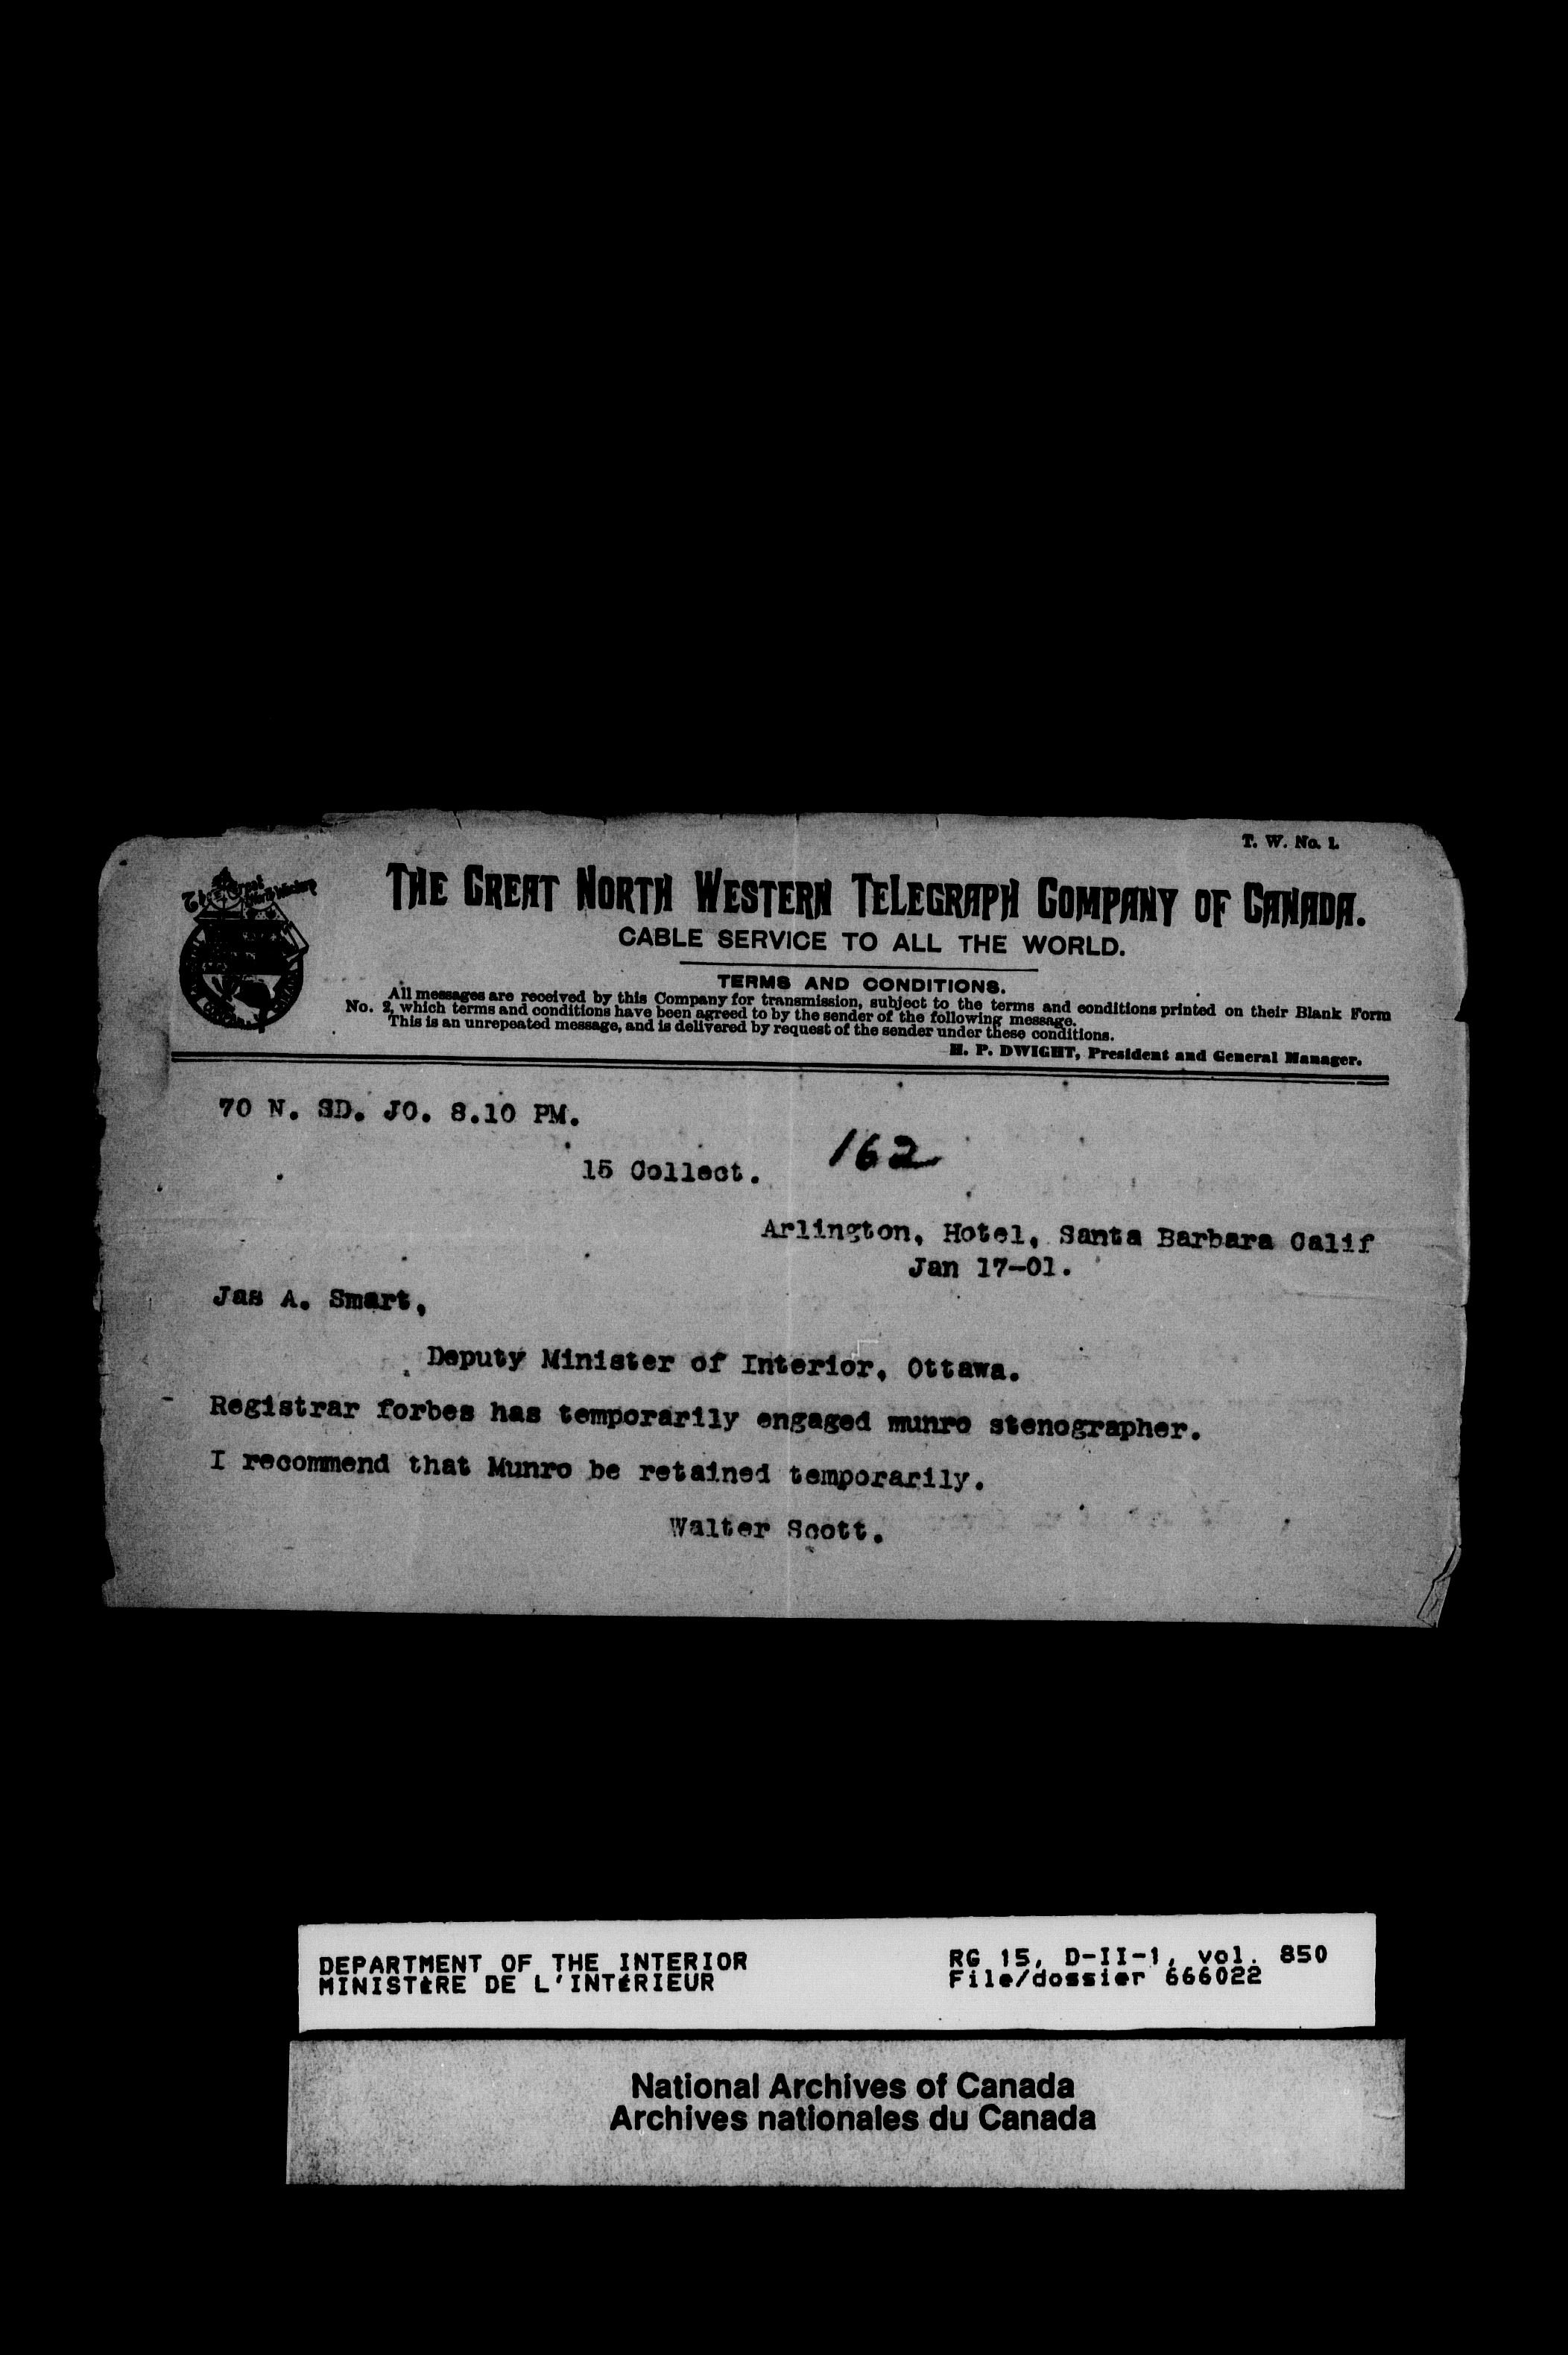 T. W. No. 1.
THE GREAT NORTH WESTERN TELEGRAPH COMPANY OF CANADA.
CABLE SERVICE TO ALL THE WORLD.
TERMS AND CONDITIONS.
All messages are received by this Company for transmission, subject to the terms and conditions printed on their Blank Form
No. 2, which terms and conditions have been agreed to by the sender of the following message.
This is an unrepeated message, and is delivered by request of the sender under these conditions.
H. P. DWIGHT, President and General Manager.
70 N. SD. JO. 8.10 PM.
15 Collect.
162
Arlington, Hotel, Santa Barbara Calif
Jan 17-01.
Jas A. Smart,
Deputy Minister of Interior, Ottawa.
Registrar forbes has temporarily engaged munro stenographer.
I recommend that Munro be retained temporarily.
Walter Scott.
DEPARTMENT OF THE INTERIOR
MINISTÈRE DE L'INTÉRIEUR
RG 15, D-II-1, vol. 850
File/dossier 666022
National Archives of Canada
Archives nationales du Canada